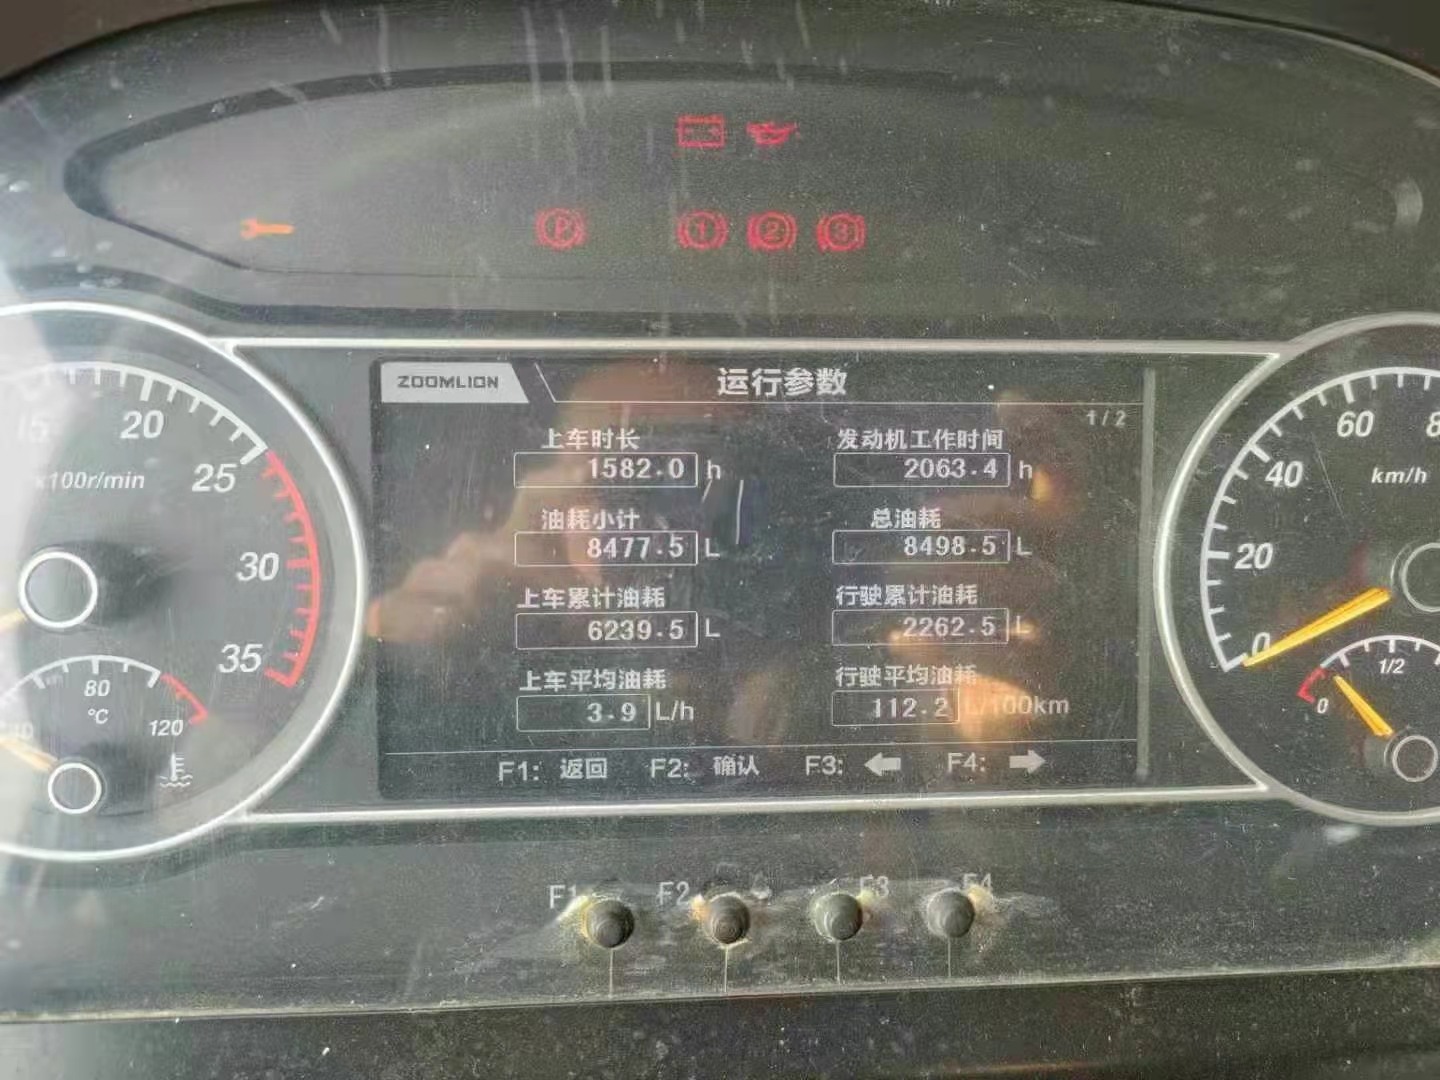 P 1 2 3
ZOOMLION 运行参数
1/2
上车时长 发动机工作时间
1582.0 h 2063.4 h
油耗小计 总油耗
8477.5 L 8498.5 L
上车累计油耗 行驶累计油耗
6239.5 L 2262.5 L
上车平均油耗 行驶平均油耗
3.9 L/h 112.2 L/100km
F1: 返回 F2: 确认 F3: F4:
15 20 25 30 35
x100r/min
80 120
°C
0 20 40 60
km/h
0 1/2
F1 F2 F3 F4